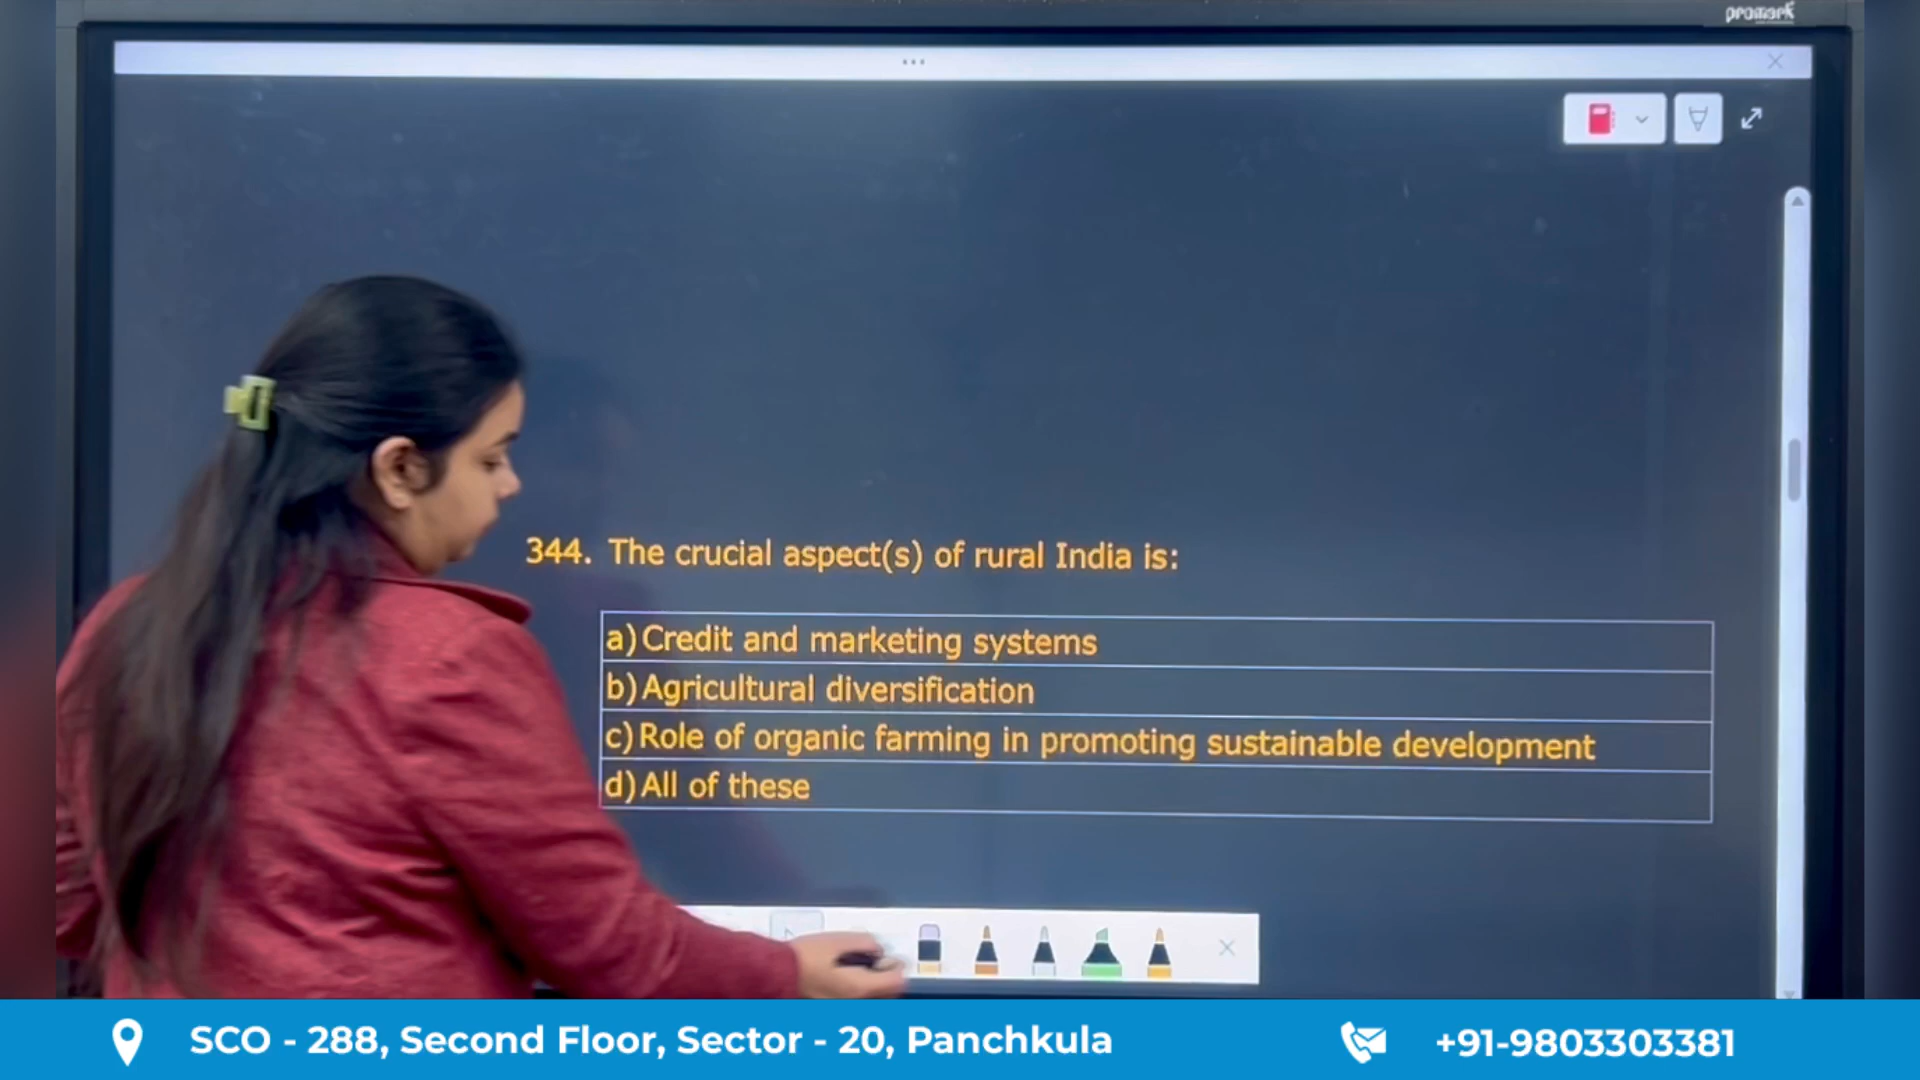 promark
344. The crucial aspect(s) of rural India is:
a) Credit and marketing systems
b) Agricultural diversification
c) Role of organic farming in promoting sustainable development
d) All of these
SCO - 288, Second Floor, Sector - 20, Panchkula
+91-9803303381